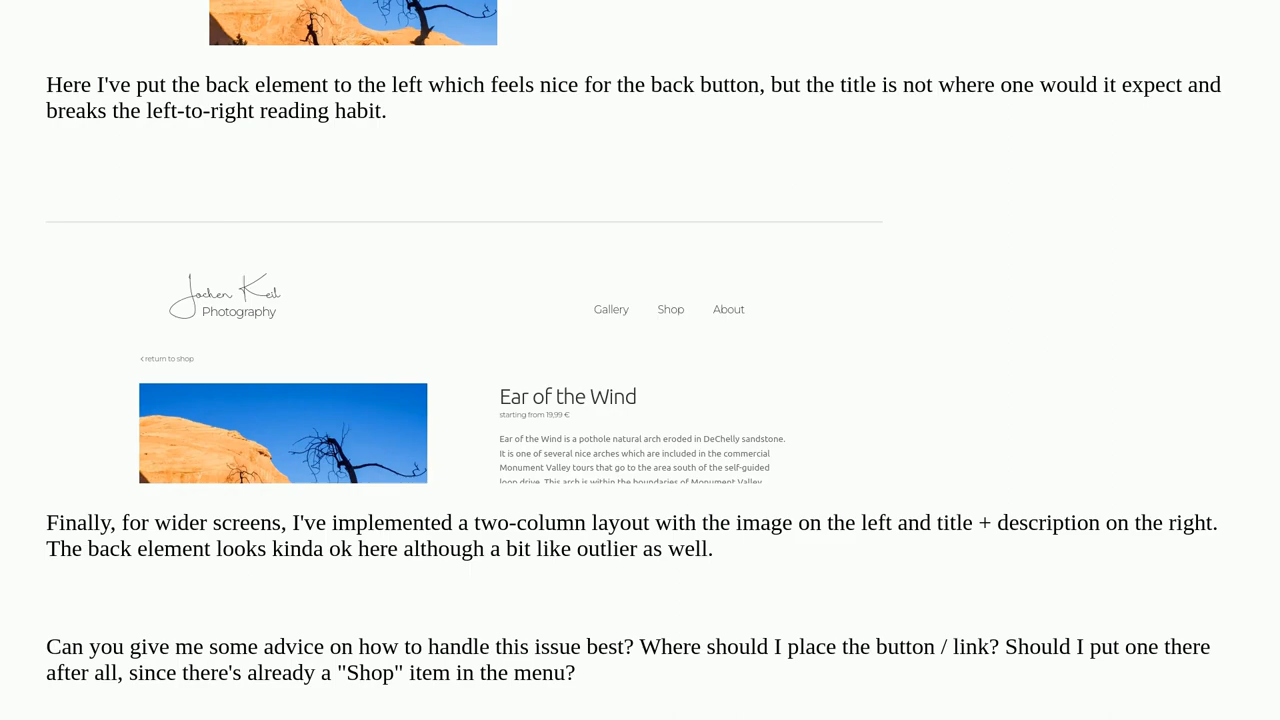 Here I've put the back element to the left which feels nice for the back button, but the title is not where one would it expect and
breaks the left-to-right reading habit.
Jochen Keil
Photography
Gallery Shop About
‹ return to shop
Ear of the Wind
starting from 19,99 €
Ear of the Wind is a pothole natural arch eroded in DeChelly sandstone.
It is one of several nice arches which are included in the commercial
Monument Valley tours that go to the area south of the self-guided
loop drive. This arch is within the boundaries of Monument Valley
Finally, for wider screens, I've implemented a two-column layout with the image on the left and title + description on the right.
The back element looks kinda ok here although a bit like outlier as well.
Can you give me some advice on how to handle this issue best? Where should I place the button / link? Should I put one there
after all, since there's already a "Shop" item in the menu?